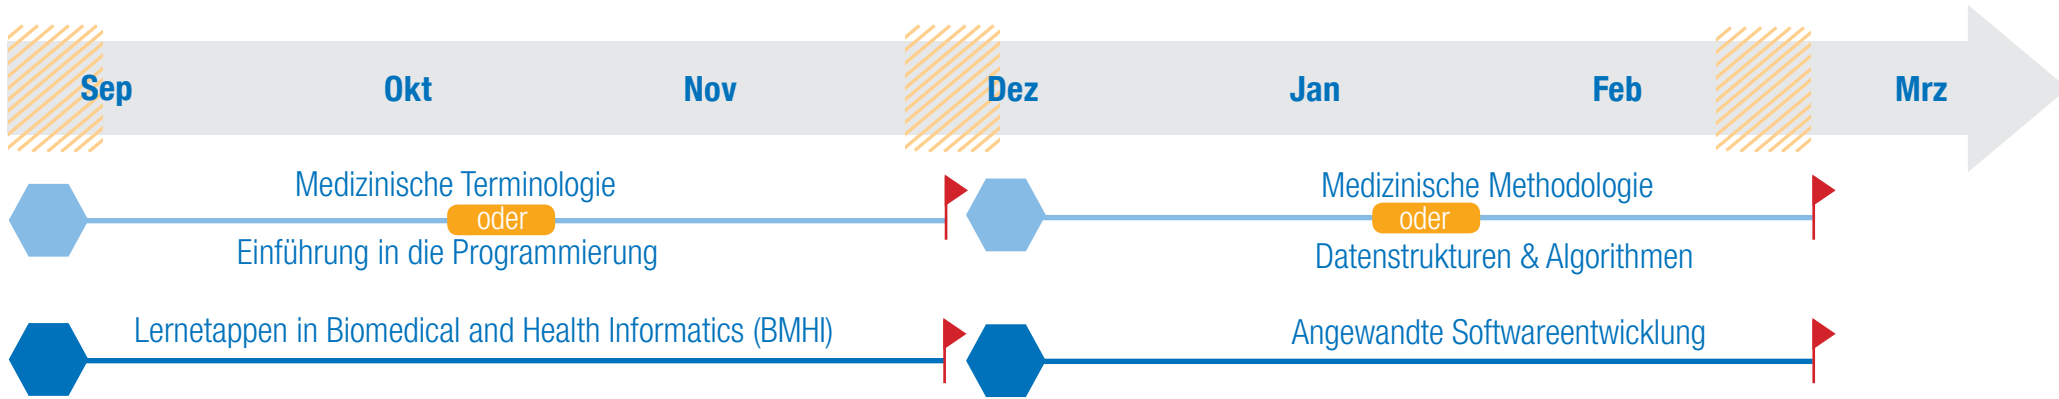 Sep Okt Nov Dez Jan Feb Mrz
Medizinische Terminologie
oder
Einführung in die Programmierung
Medizinische Methodologie
oder
Datenstrukturen & Algorithmen
Lernetappen in Biomedical and Health Informatics (BMHI)
Angewandte Softwareentwicklung